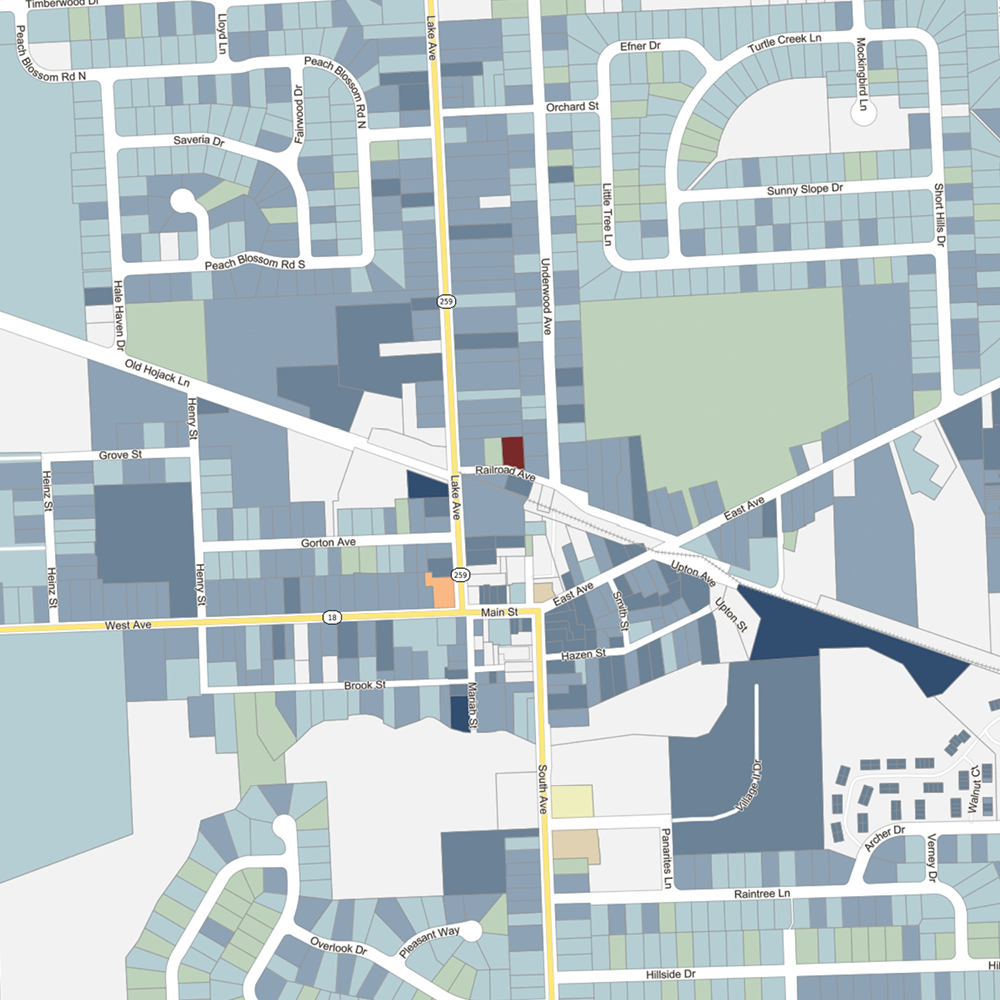 Timberwood Dr
Peach Blossom Rd N
Lloyd Ln
Lake Ave
Peach Blossom Rd N
Fairwood Dr
Saveria Dr
Peach Blossom Rd S
Efner Dr
Turtle Creek Ln
Mockingbird Ln
Orchard St
Little Tree Ln
Sunny Slope Dr
Short Hills Dr
Underwood Ave
Hale Haven Dr
259
Old Hojack Ln
Henry St
Grove St
Heinz St
Railroad Ave
Lake Ave
East Ave
Gorton Ave
Upton Ave
259
Heinz St
Henry St
East Ave
Smith St
Upton St
Main St
18
West Ave
Hazen St
Brook St
Mariah St
South Ave
Village II Dr
Walnut Ct
Panarites Ln
Archer Dr
Verney Dr
Raintree Ln
Pleasant Way
Overlook Dr
Hillside Dr
Hil